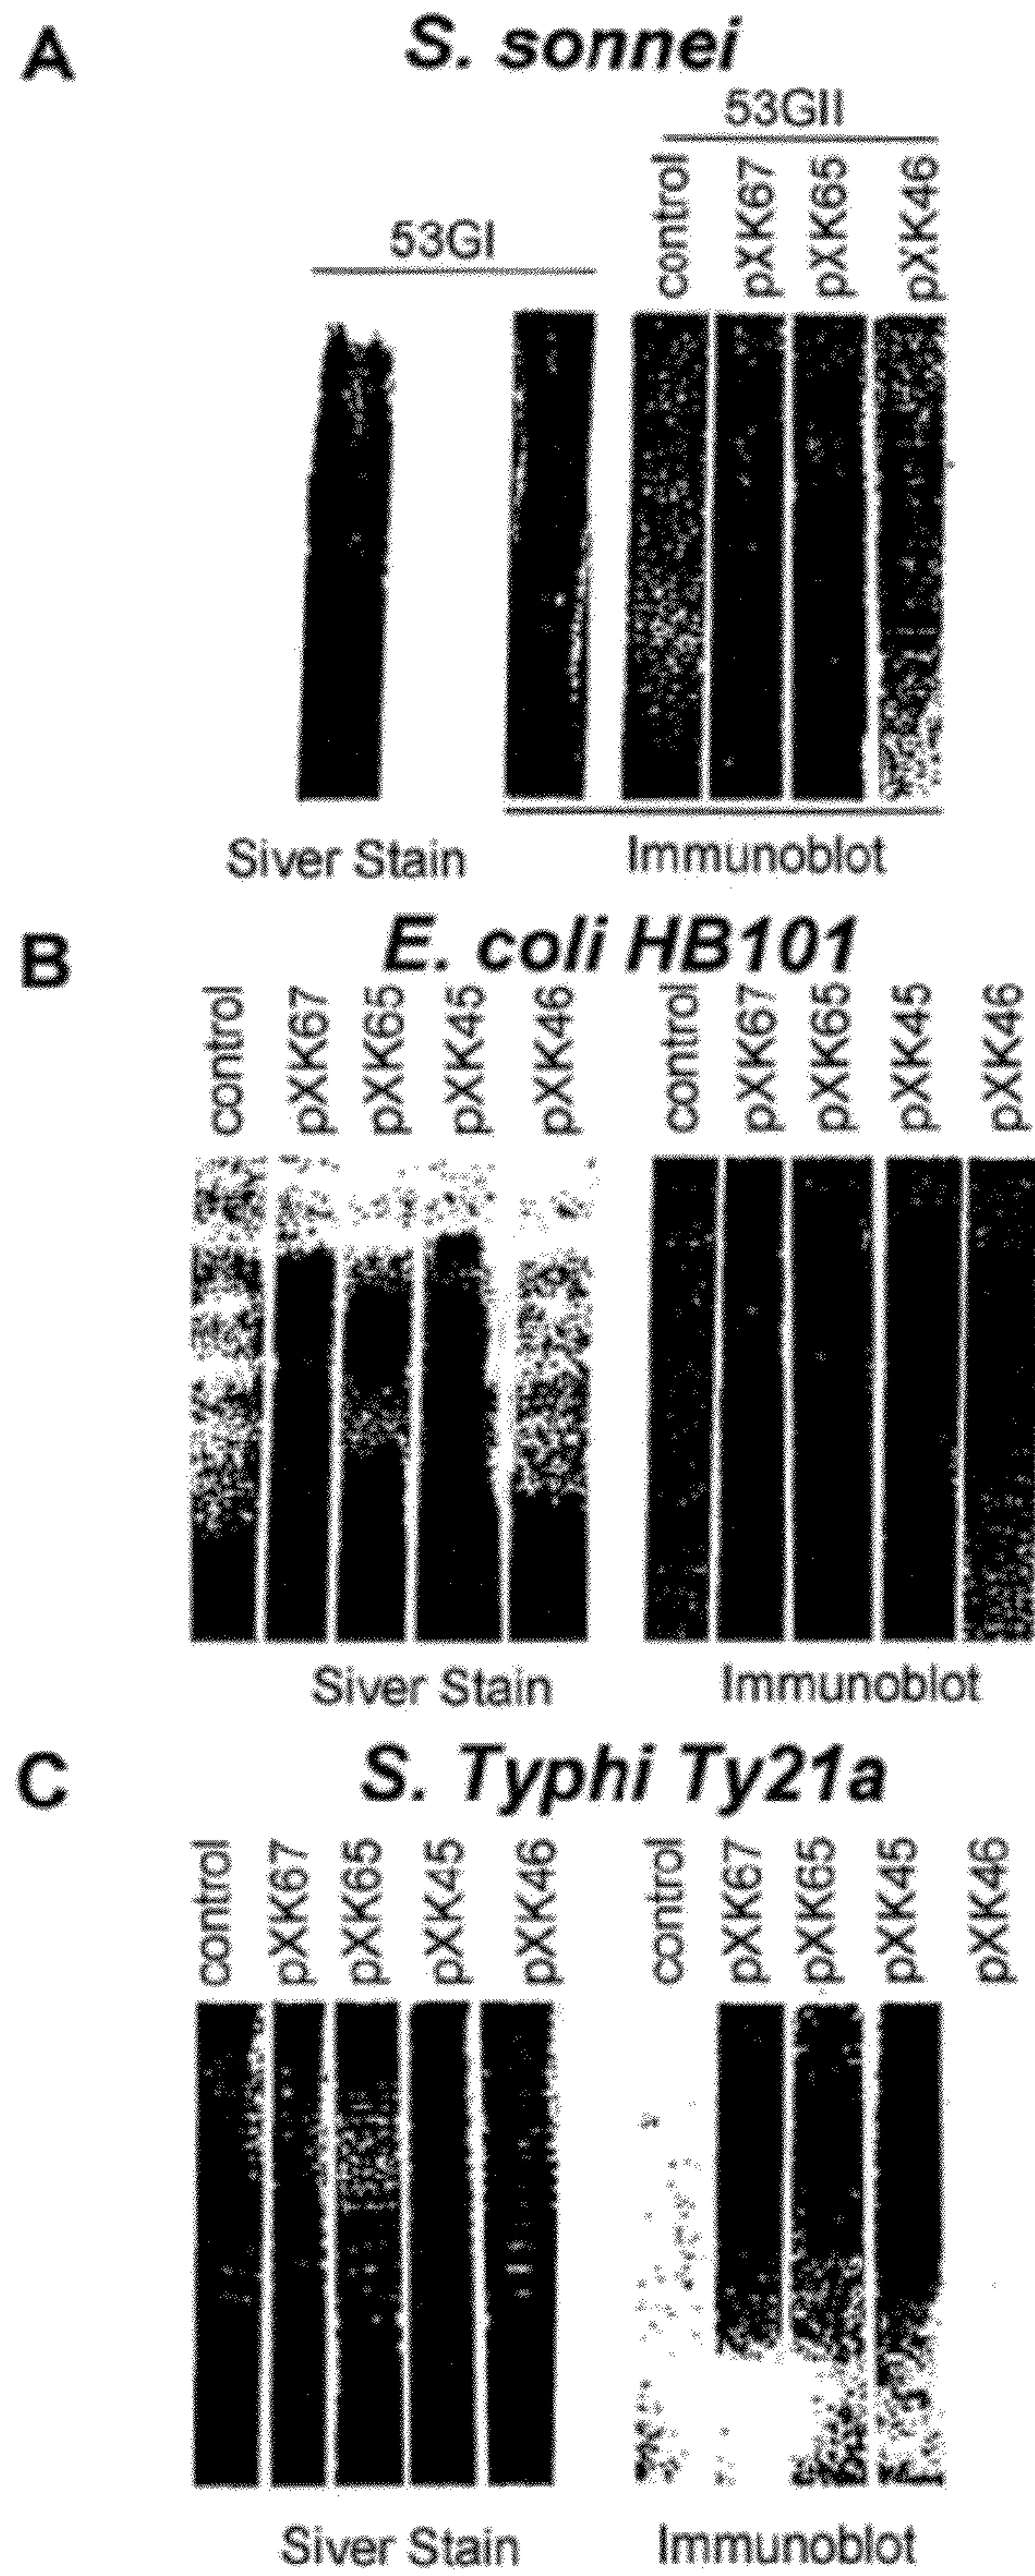 A
S. sonnei
53GII
control pXK67 pXK65 pXK46
53GI
Siver Stain Immunoblot
B
E. coli HB101
control pXK67 pXK65 pXK45 pXK46 control pXK67 pXK65 pXK45 pXK46
Siver Stain Immunoblot
C
S. Typhi Ty21a
control pXK67 pXK65 pXK45 pXK46 control pXK67 pXK65 pXK45 pXK46
Siver Stain Immunoblot